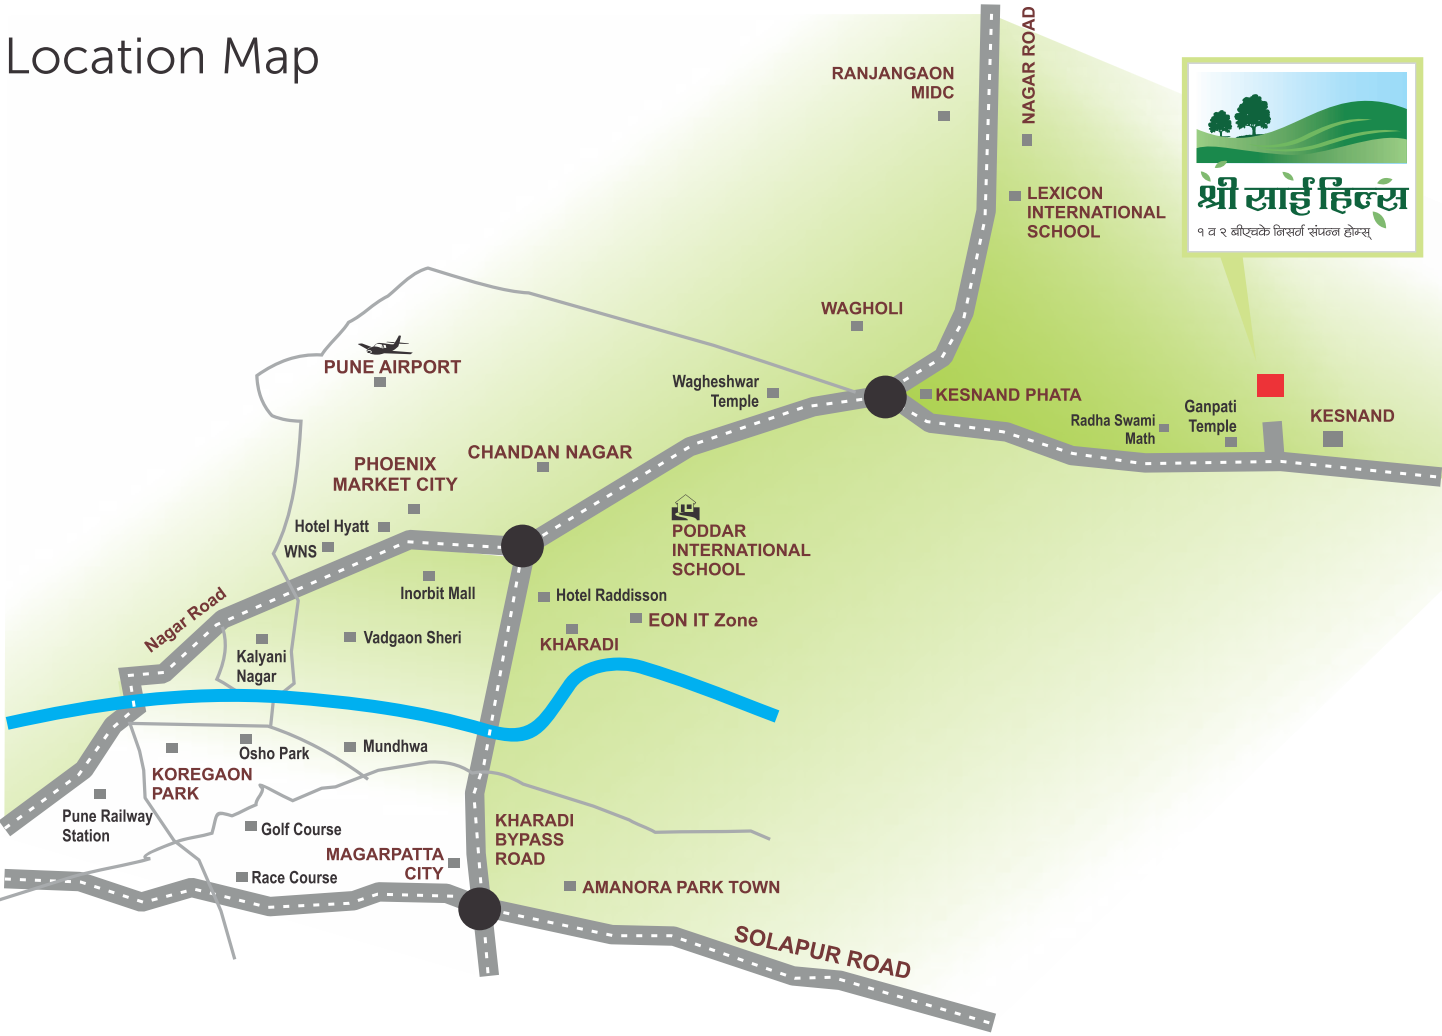 Location Map
RANJANGAON
MIDC
NAGAR ROAD
LEXICON
INTERNATIONAL
SCHOOL
श्री साई हिल्स
१ व २ बीएचके निसर्ग संपन्न होम्स्
WAGHOLI
PUNE AIRPORT
Wagheshwar
Temple
KESNAND PHATA
Radha Swami
Math
Ganpati
Temple
KESNAND
CHANDAN NAGAR
PHOENIX
MARKET CITY
Hotel Hyatt
WNS
PODDAR
INTERNATIONAL
SCHOOL
Inorbit Mall
Hotel Raddisson
EON IT Zone
KHARADI
Nagar Road
Vadgaon Sheri
Kalyani
Nagar
Osho Park
Mundhwa
KOREGAON
PARK
Pune Railway
Station
Golf Course
KHARADI
BYPASS
ROAD
MAGARPATTA
CITY
Race Course
AMANORA PARK TOWN
SOLAPUR ROAD